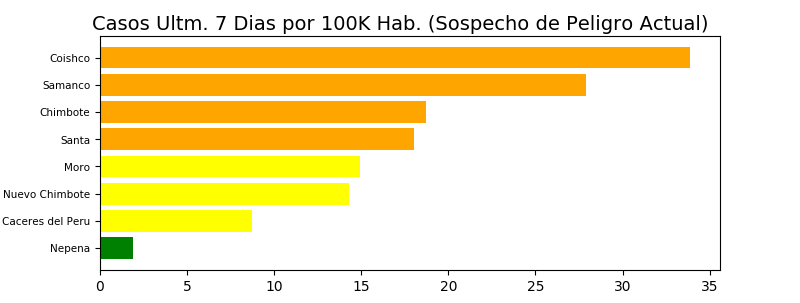 Casos Ultm. 7 Dias por 100K Hab. (Sospecho de Peligro Actual)
Coishco
Samanco
Chimbote
Santa
Moro
Nuevo Chimbote
Caceres del Peru
Nepena
0 5 10 15 20 25 30 35